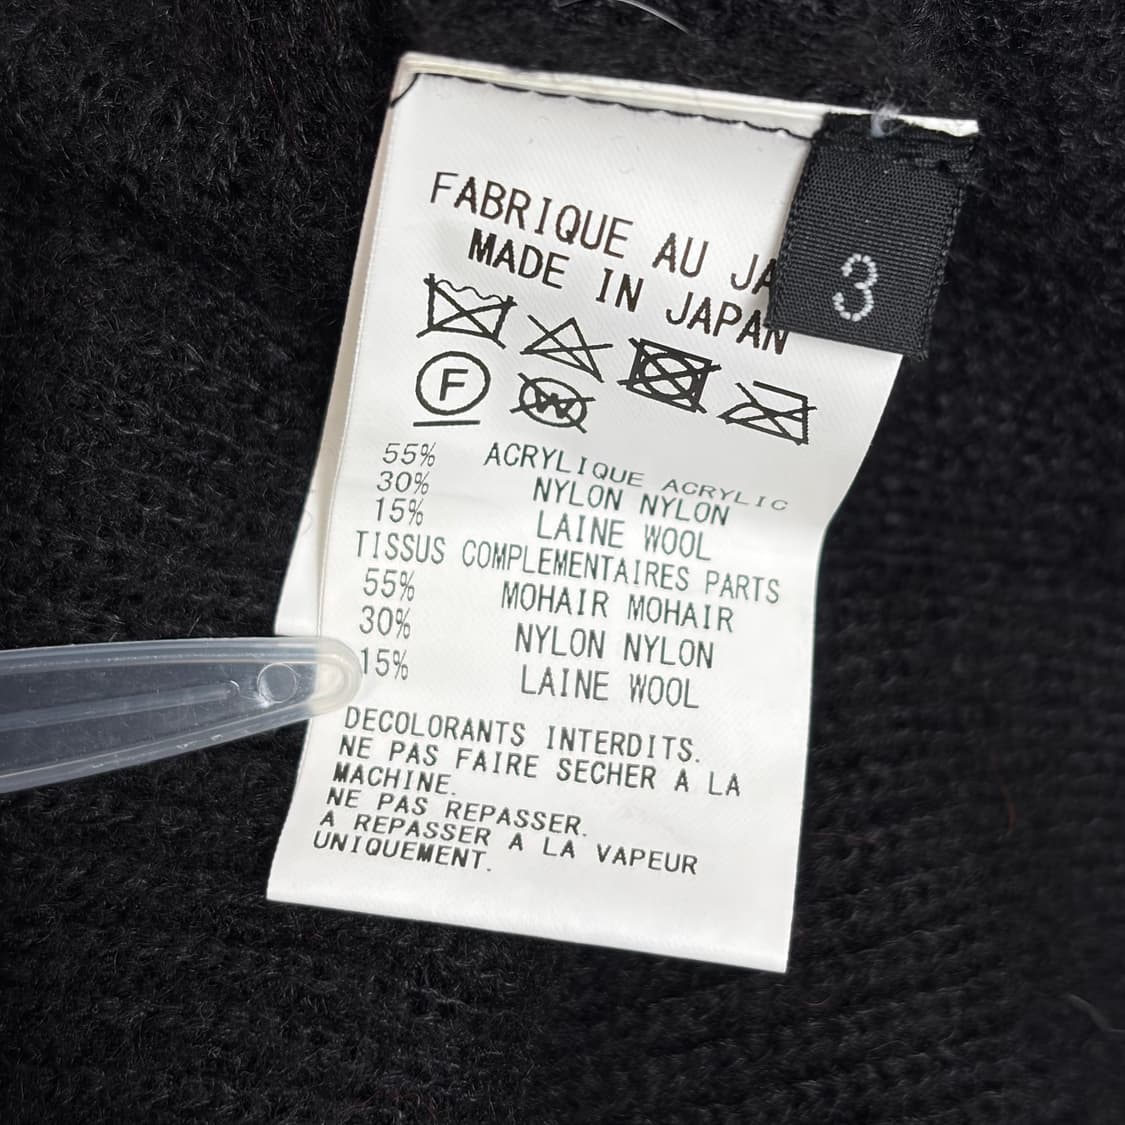 FABRIQUE AU JA
MADE IN JAPAN
3
F
W
55% ACRYLIQUE ACRYLIC
30% NYLON NYLON
15% LAINE WOOL
TISSUS COMPLEMENTAIRES PARTS
55% MOHAIR MOHAIR
30% NYLON NYLON
15% LAINE WOOL
DECOLORANTS INTERDITS.
NE PAS FAIRE SECHER A LA
MACHINE.
NE PAS REPASSER.
A REPASSER A LA VAPEUR
UNIQUEMENT.